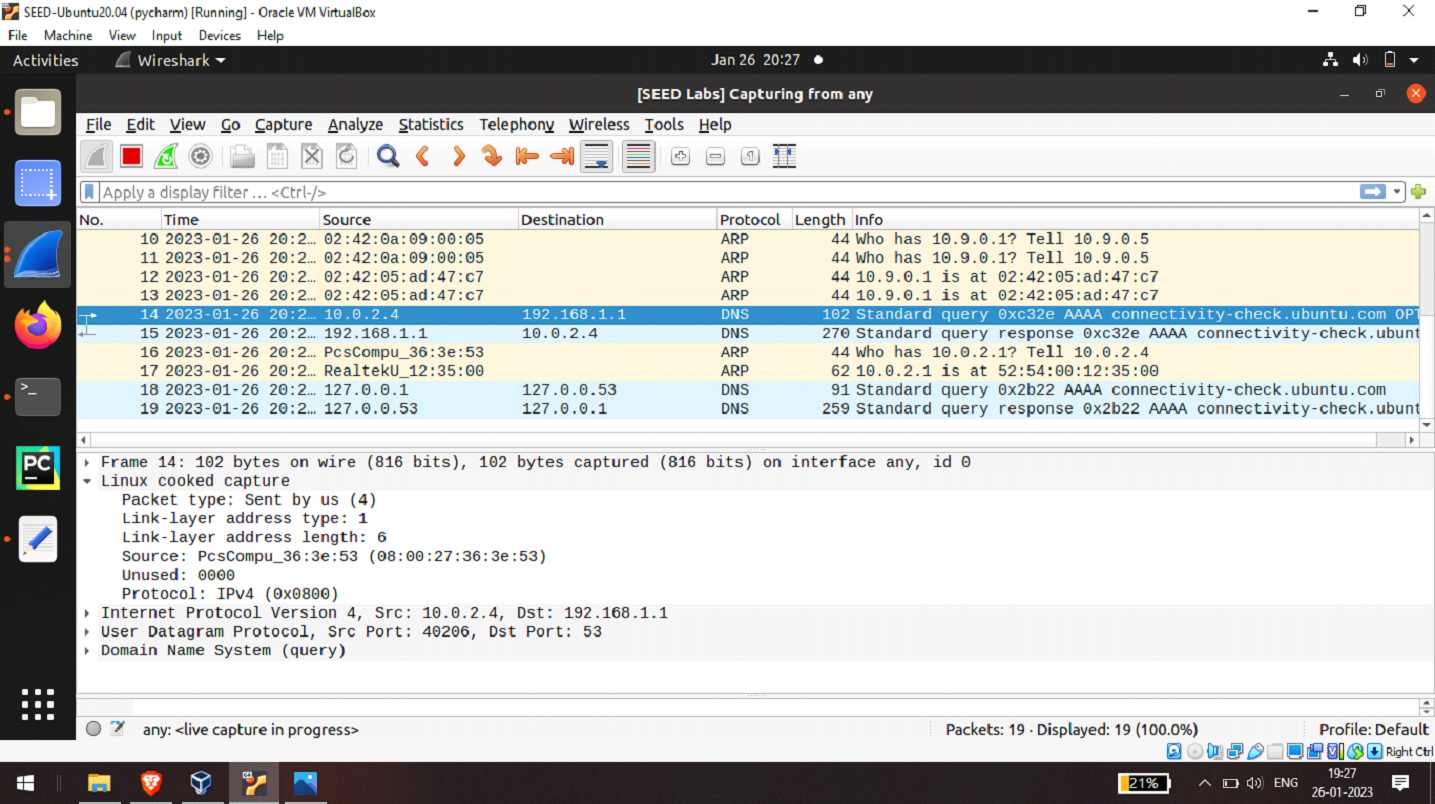 SEED-Ubuntu20.04 (pycharm) [Running] - Oracle VM VirtualBox
File Machine View Input Devices Help
Activities Wireshark Jan 26 20:27
[SEED Labs] Capturing from any
File Edit View Go Capture Analyze Statistics Telephony Wireless Tools Help
Apply a display filter … <Ctrl-/>
No. Time Source Destination Protocol Length Info
10 2023-01-26 20:2… 02:42:0a:09:00:05 ARP 44 Who has 10.9.0.1? Tell 10.9.0.5
11 2023-01-26 20:2… 02:42:0a:09:00:05 ARP 44 Who has 10.9.0.1? Tell 10.9.0.5
12 2023-01-26 20:2… 02:42:05:ad:47:c7 ARP 44 10.9.0.1 is at 02:42:05:ad:47:c7
13 2023-01-26 20:2… 02:42:05:ad:47:c7 ARP 44 10.9.0.1 is at 02:42:05:ad:47:c7
14 2023-01-26 20:2… 10.0.2.4 192.168.1.1 DNS 102 Standard query 0xc32e AAAA connectivity-check.ubuntu.com OPT
15 2023-01-26 20:2… 192.168.1.1 10.0.2.4 DNS 270 Standard query response 0xc32e AAAA connectivity-check.ubunt
16 2023-01-26 20:2… PcsCompu_36:3e:53 ARP 44 Who has 10.0.2.1? Tell 10.0.2.4
17 2023-01-26 20:2… RealtekU_12:35:00 ARP 62 10.0.2.1 is at 52:54:00:12:35:00
18 2023-01-26 20:2… 127.0.0.1 127.0.0.53 DNS 91 Standard query 0x2b22 AAAA connectivity-check.ubuntu.com
19 2023-01-26 20:2… 127.0.0.53 127.0.0.1 DNS 259 Standard query response 0x2b22 AAAA connectivity-check.ubunt
Frame 14: 102 bytes on wire (816 bits), 102 bytes captured (816 bits) on interface any, id 0
Linux cooked capture
Packet type: Sent by us (4)
Link-layer address type: 1
Link-layer address length: 6
Source: PcsCompu_36:3e:53 (08:00:27:36:3e:53)
Unused: 0000
Protocol: IPv4 (0x0800)
Internet Protocol Version 4, Src: 10.0.2.4, Dst: 192.168.1.1
User Datagram Protocol, Src Port: 40206, Dst Port: 53
Domain Name System (query)
PC
any: <live capture in progress> Packets: 19 · Displayed: 19 (100.0%) Profile: Default
Right Ctrl
64
21% ENG 19:27
26-01-2023